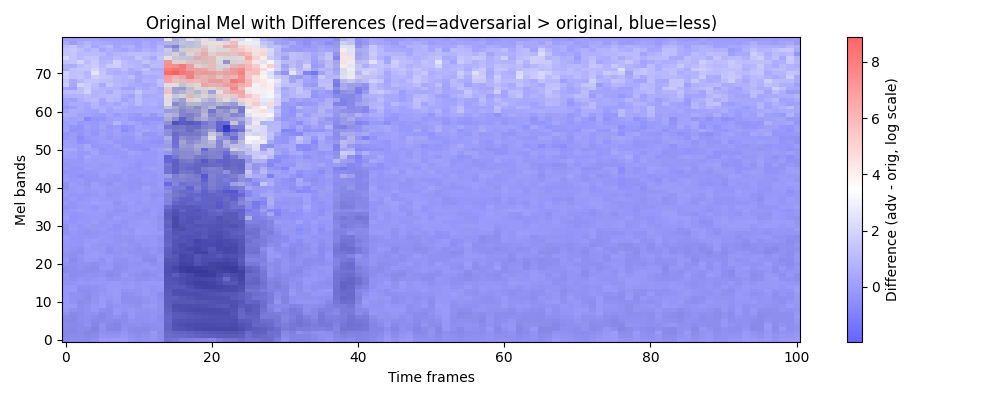 Original Mel with Differences (red=adversarial > original, blue=less)
Mel bands
70
60
50
40
30
20
10
0
0 20 40 60 80 100
Time frames
8
6
4
2
0
Difference (adv - orig, log scale)